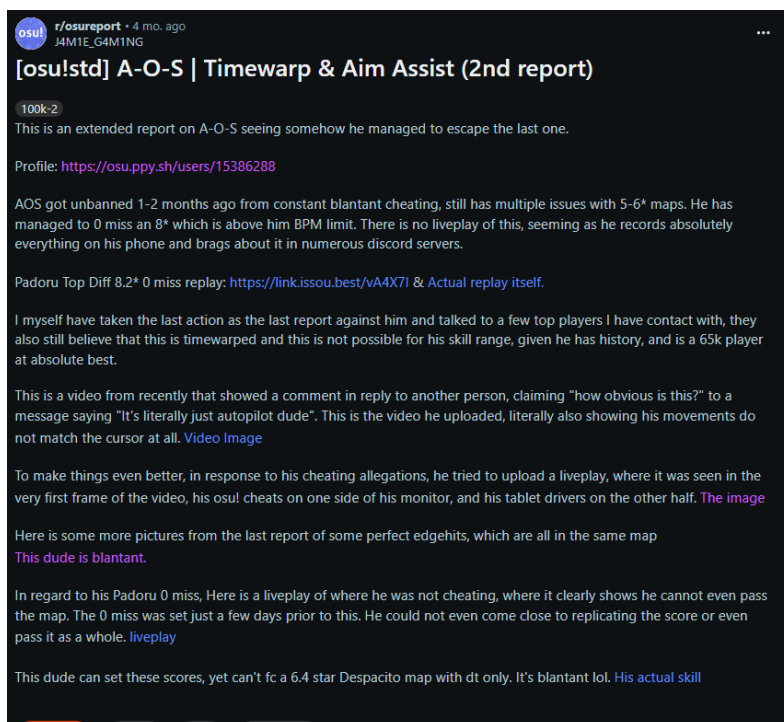 osu!
r/osureport • 4 mo. ago
J4M1E_G4M1NG
[osu!std] A-O-S | Timewarp & Aim Assist (2nd report)
100k-2
This is an extended report on A-O-S seeing somehow he managed to escape the last one.
Profile: https://osu.ppy.sh/users/15386288
AOS got unbanned 1-2 months ago from constant blantant cheating, still has multiple issues with 5-6* maps. He has
managed to 0 miss an 8* which is above him BPM limit. There is no liveplay of this, seeming as he records absolutely
everything on his phone and brags about it in numerous discord servers.
Padoru Top Diff 8.2* 0 miss replay: https://link.issou.best/vA4X7I & Actual replay itself.
I myself have taken the last action as the last report against him and talked to a few top players I have contact with, they
also still believe that this is timewarped and this is not possible for his skill range, given he has history, and is a 65k player
at absolute best.
This is a video from recently that showed a comment in reply to another person, claiming "how obvious is this?" to a
message saying "It's literally just autopilot dude". This is the video he uploaded, literally also showing his movements do
not match the cursor at all. Video Image
To make things even better, in response to his cheating allegations, he tried to upload a liveplay, where it was seen in the
very first frame of the video, his osu! cheats on one side of his monitor, and his tablet drivers on the other half. The image
Here is some more pictures from the last report of some perfect edgehits, which are all in the same map
This dude is blantant.
In regard to his Padoru 0 miss, Here is a liveplay of where he was not cheating, where it clearly shows he cannot even pass
the map. The 0 miss was set just a few days prior to this. He could not even come close to replicating the score or even
pass it as a whole. liveplay
This dude can set these scores, yet can't fc a 6.4 star Despacito map with dt only. It's blantant lol. His actual skill